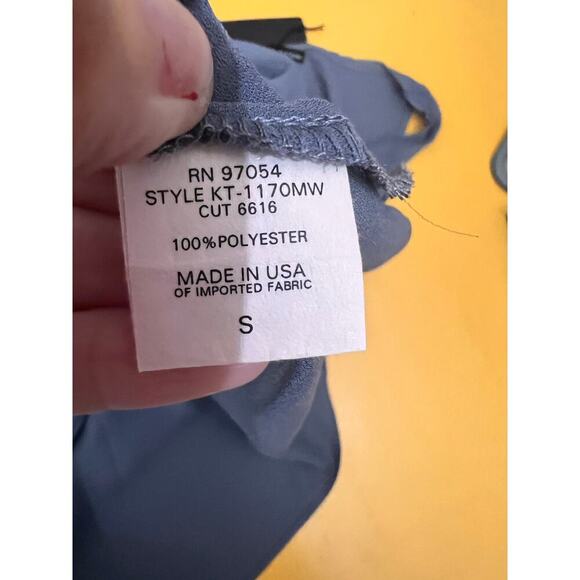 RN 97054
STYLE KT-1170MW
CUT 6616
100%POLYESTER
MADE IN USA
OF IMPORTED FABRIC
S